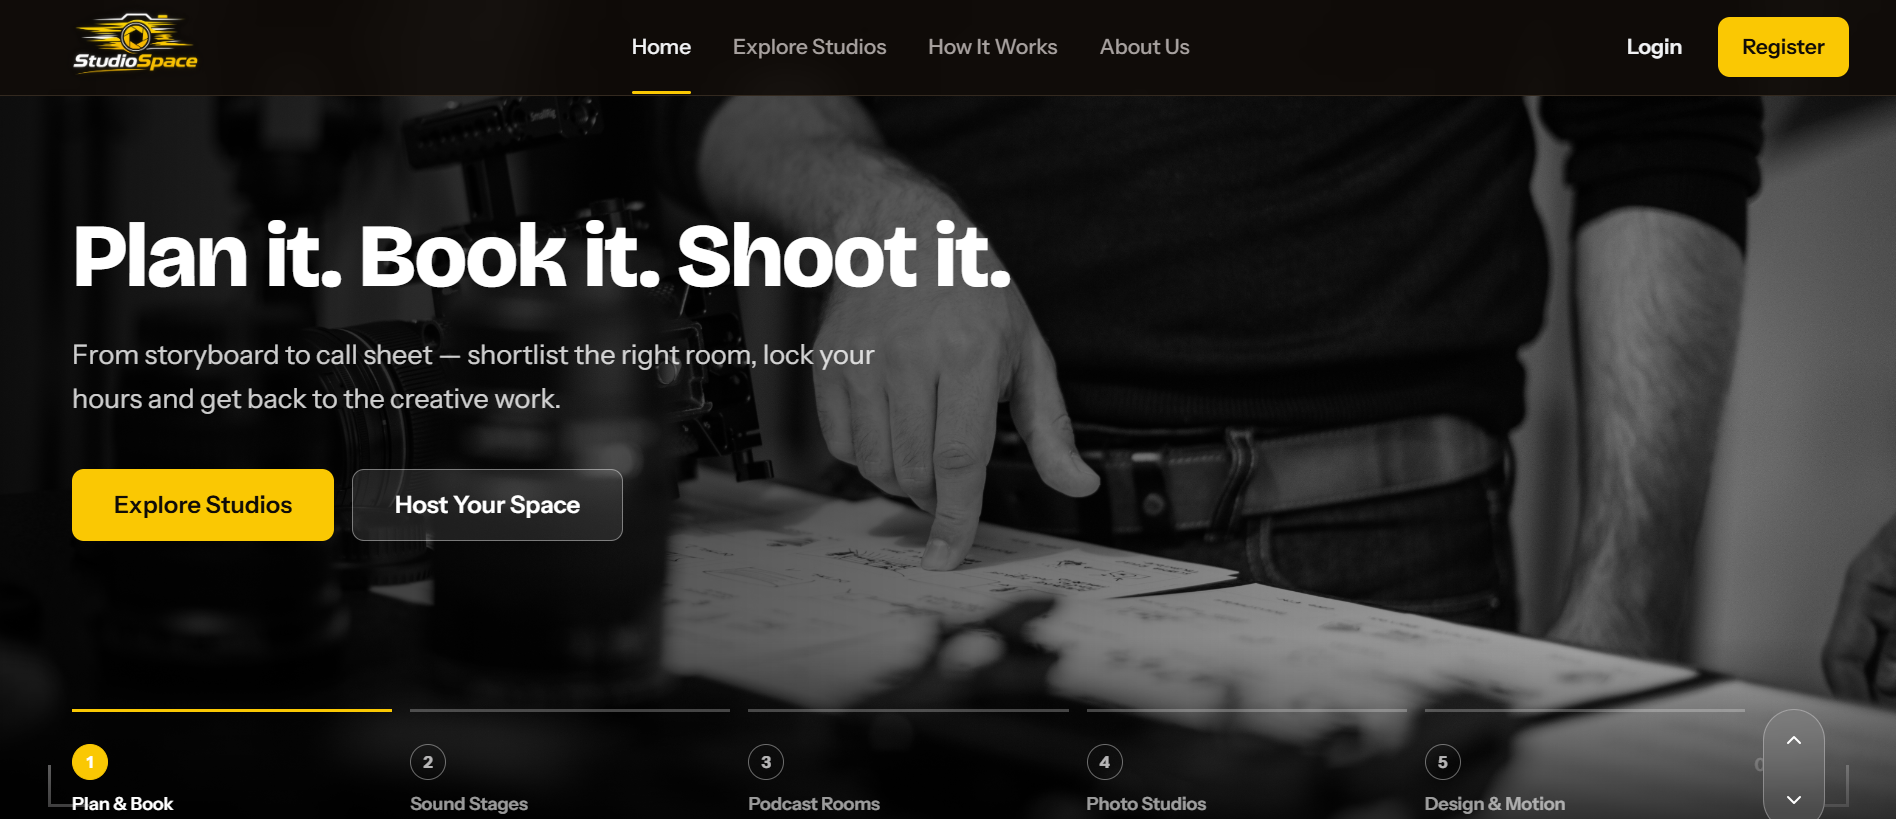 StudioSpace
Home
Explore Studios
How It Works
About Us
Login
Register
Plan it. Book it. Shoot it.
From storyboard to call sheet — shortlist the right room, lock your
hours and get back to the creative work.
Explore Studios
Host Your Space
1
Plan & Book
2
Sound Stages
3
Podcast Rooms
4
Photo Studios
5
Design & Motion